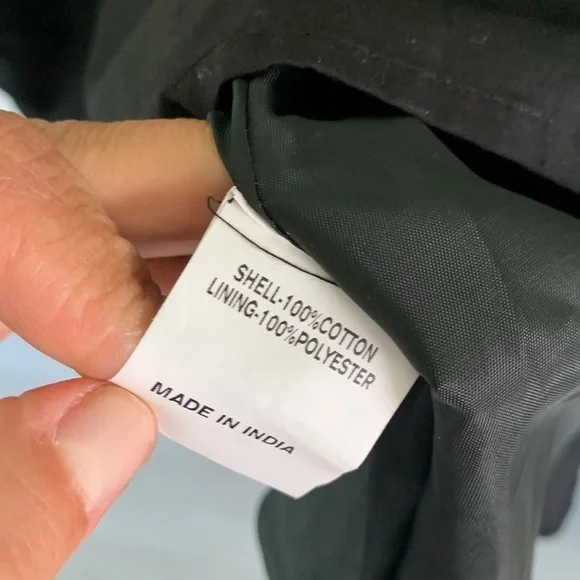 SHELL-100%COTTON
LINING-100%POLYESTER
MADE IN INDIA